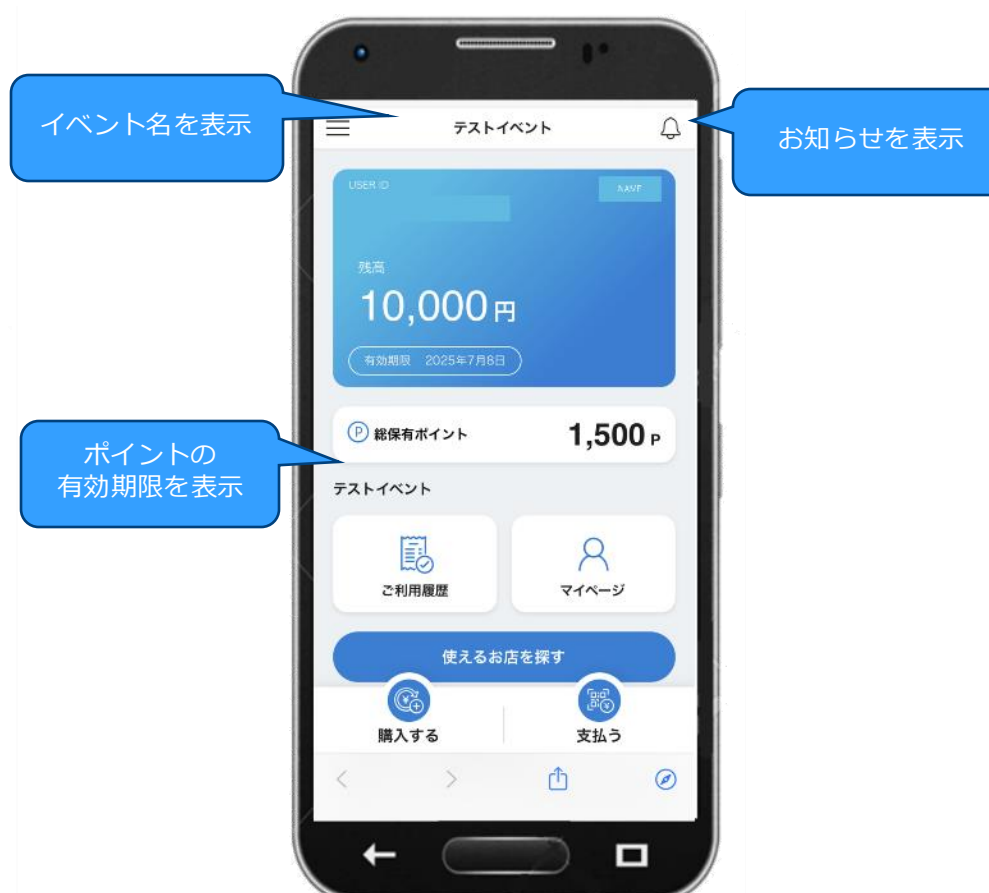 イベント名を表示
テストイベント
お知らせを表示
USER ID
残高
10,000円
有効期限 2025年7月8日
ポイントの
有効期限を表示
P 総保有ポイント 1,500 P
テストイベント
ご利用履歴 マイページ
使えるお店を探す
購入する 支払う